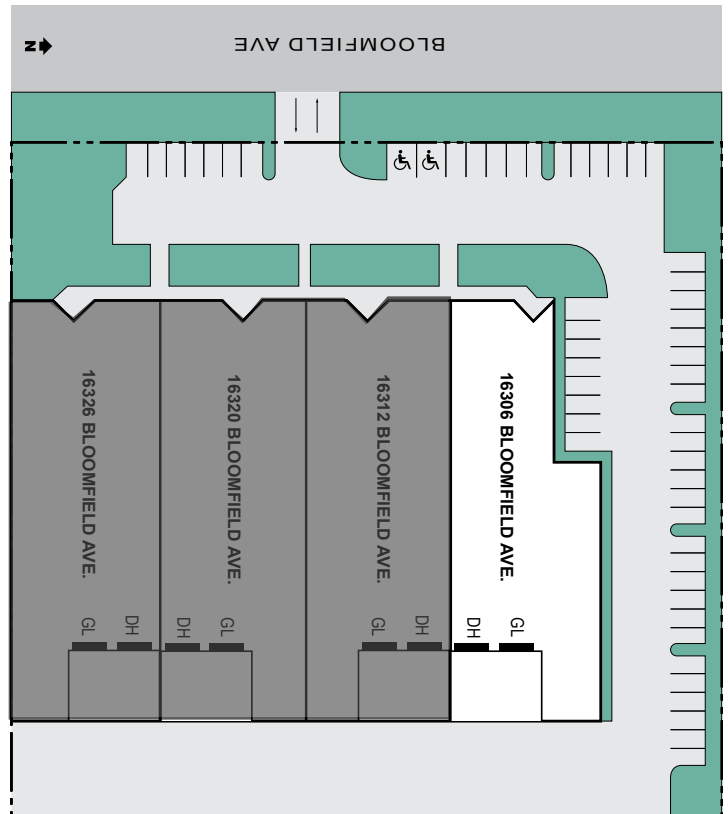 N
BLOOMFIELD AVE
16326 BLOOMFIELD AVE.
16320 BLOOMFIELD AVE.
16312 BLOOMFIELD AVE.
16306 BLOOMFIELD AVE.
GL
DH
DH
GL
GL
DH
DH
GL